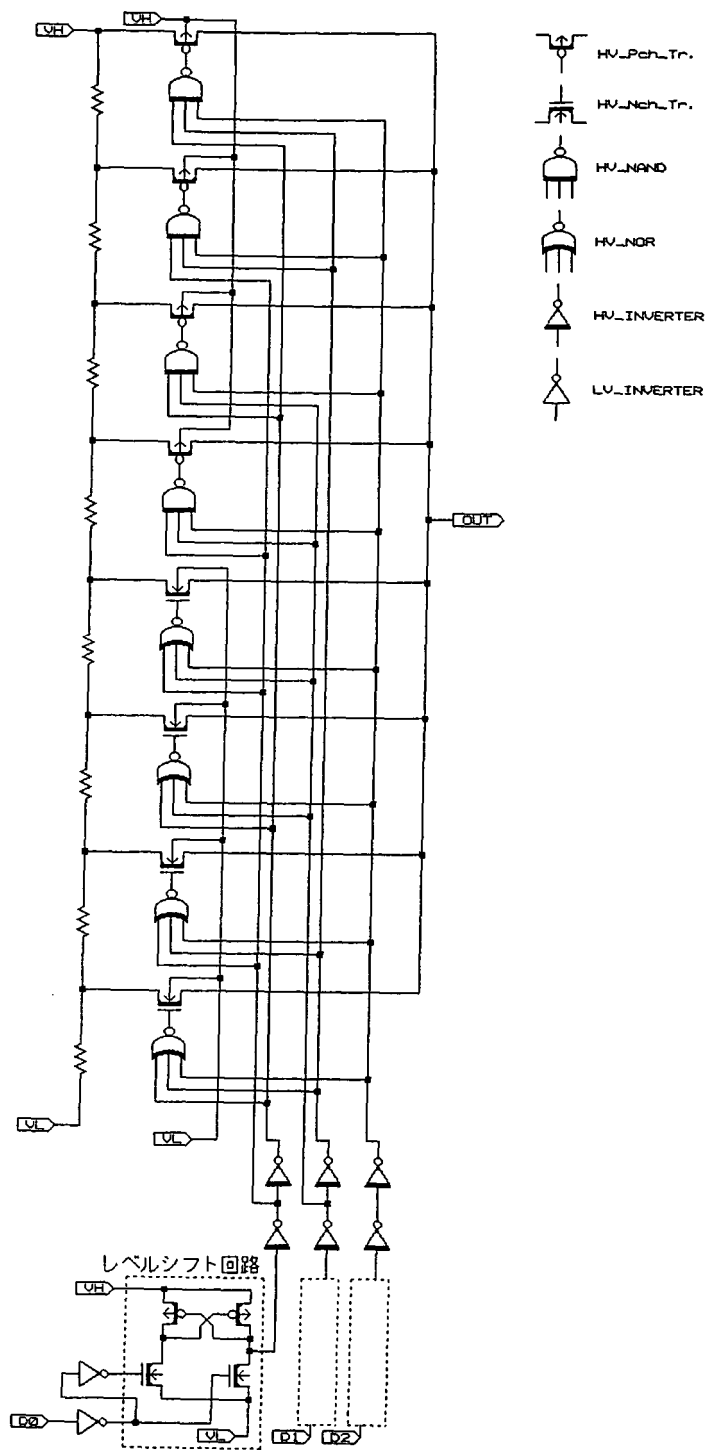 VH
VH
HV_Pch_Tr.
HV_Nch_Tr.
HV_NAND
HV_NOR
HV_INVERTER
LV_INVERTER
OUT
VL
VL
レベルシフト回路
VH
D0
VL
D1
D2